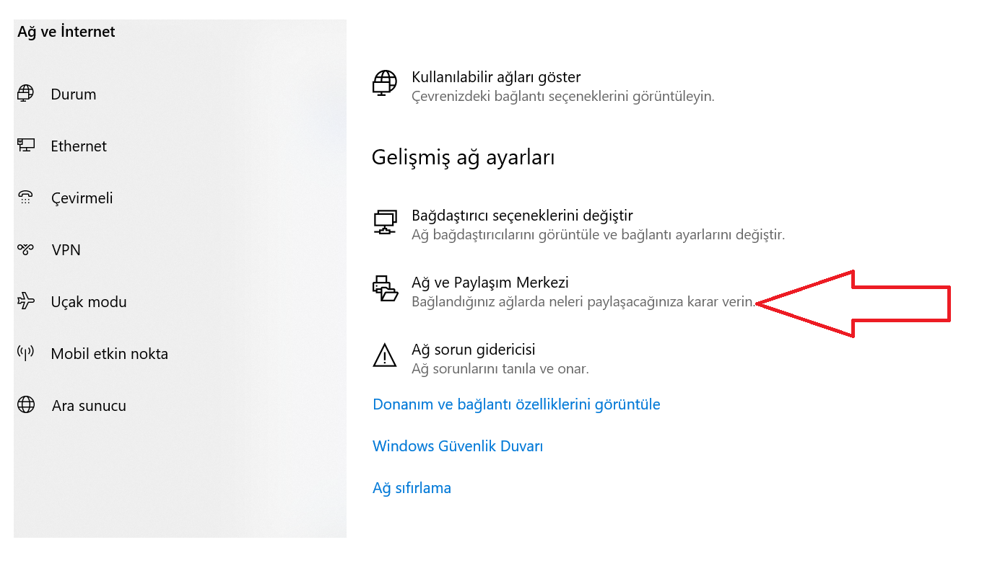 Ağ ve İnternet
Durum
Ethernet
Çevirmeli
VPN
Uçak modu
Mobil etkin nokta
Ara sunucu
Kullanılabilir ağları göster
Çevrenizdeki bağlantı seçeneklerini görüntüleyin.
Gelişmiş ağ ayarları
Bağdaştırıcı seçeneklerini değiştir
Ağ bağdaştırıcılarını görüntüle ve bağlantı ayarlarını değiştir.
Ağ ve Paylaşım Merkezi
Bağlandığınız ağlarda neleri paylaşacağınıza karar verin.
Ağ sorun gidericisi
Ağ sorunlarını tanıla ve onar.
Donanım ve bağlantı özelliklerini görüntüle
Windows Güvenlik Duvarı
Ağ sıfırlama